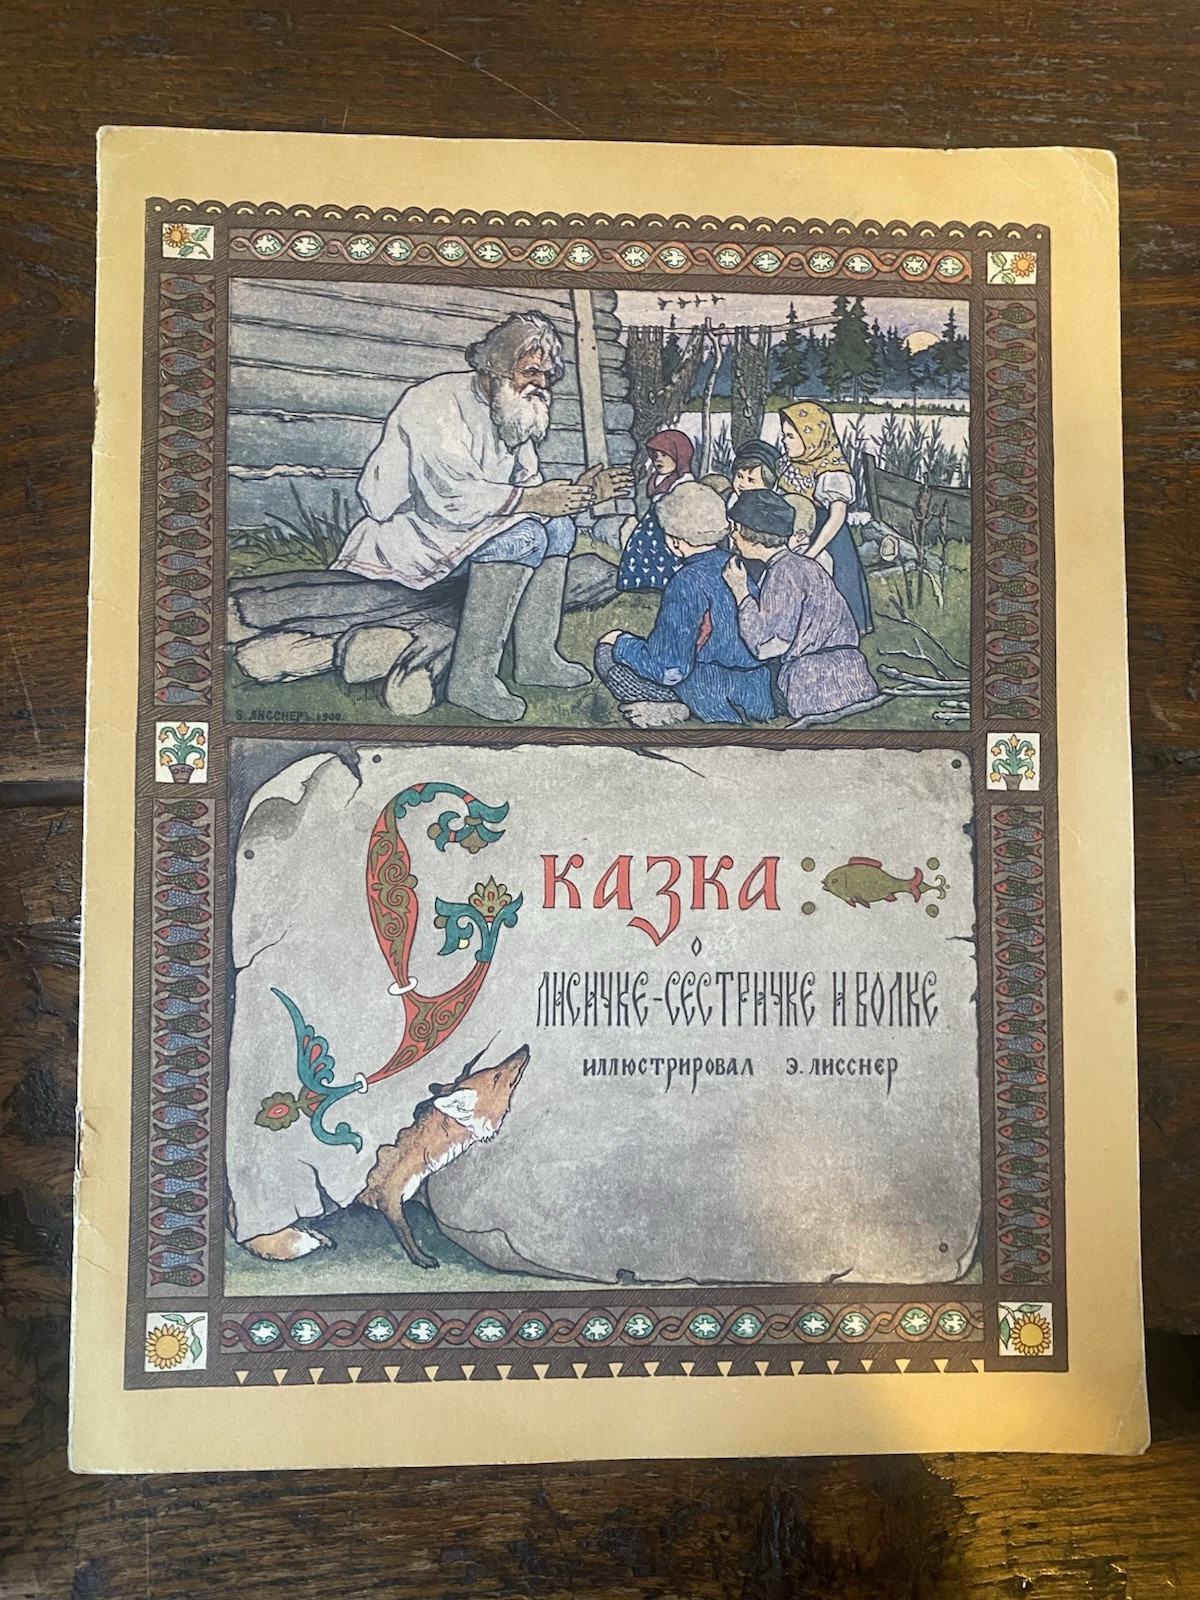 Э. ЛИССНЕРЪ. 1900.
Сказка
о
лисичке-сестричке и волке
иллюстрировал э. лисснер